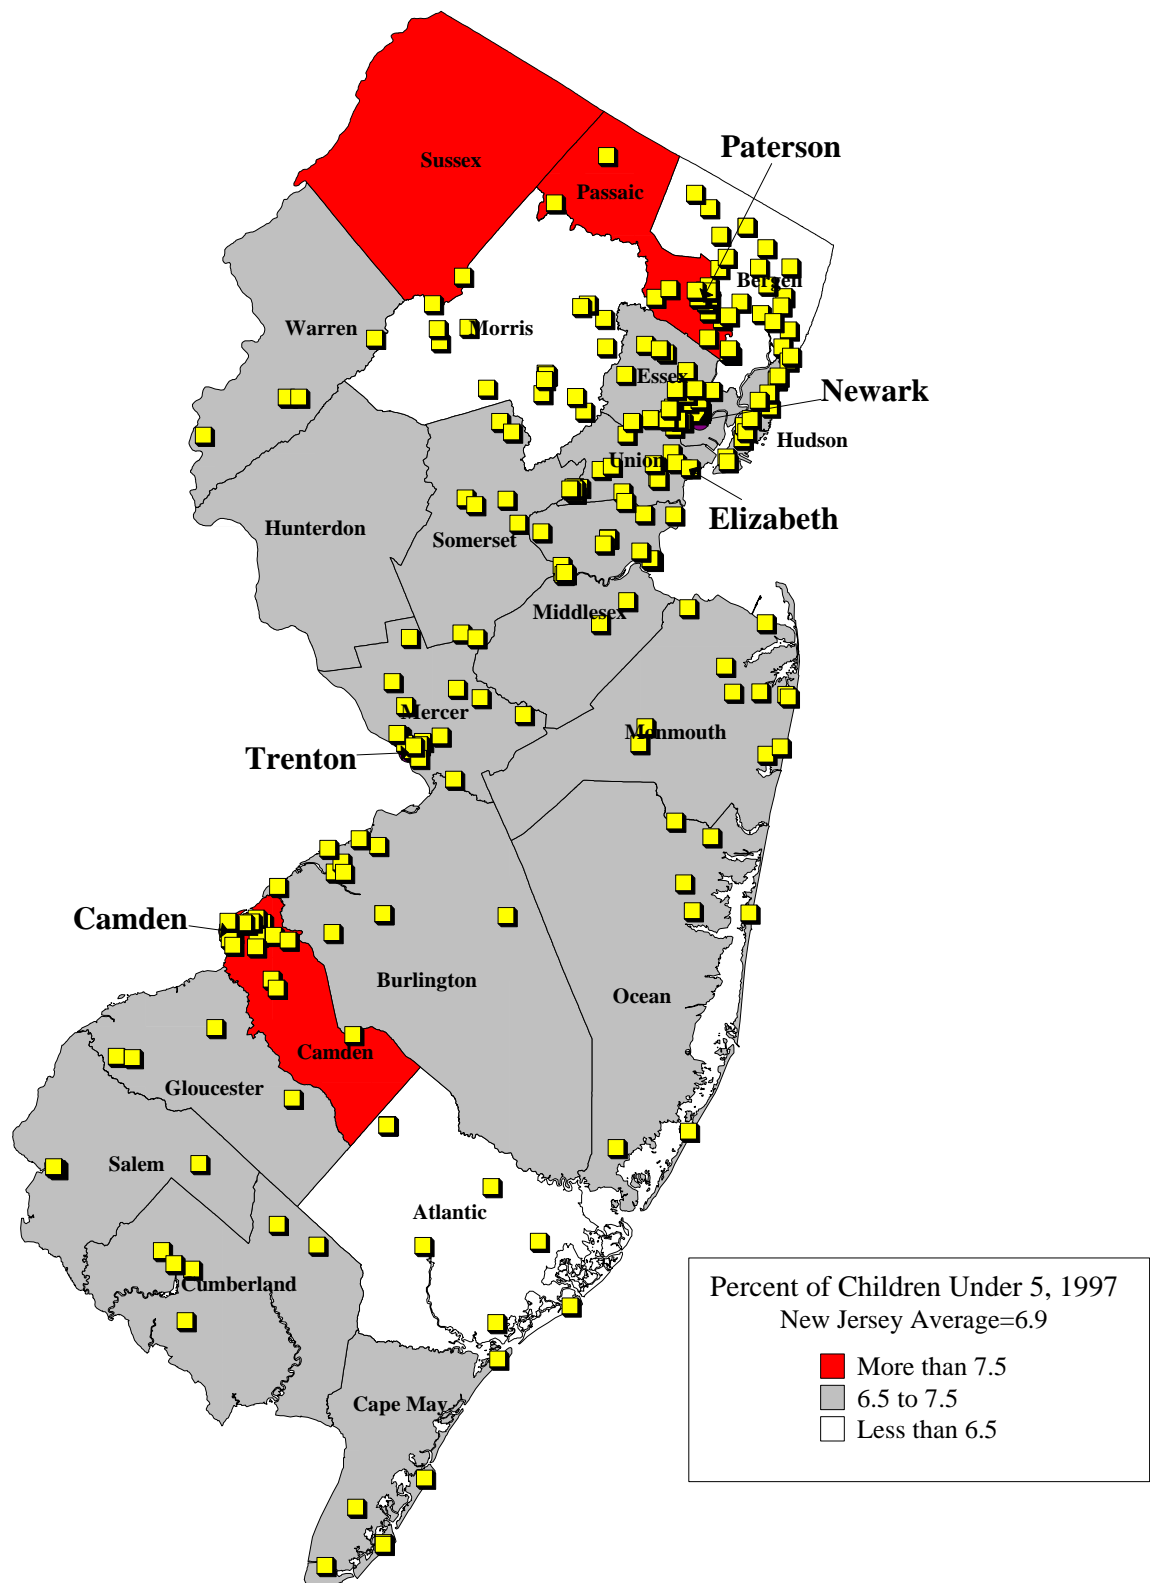 Paterson
Sussex
Passaic
Bergen
Warren
Morris
Essex
Newark
Hudson
Union
Elizabeth
Hunterdon
Somerset
Middlesex
Mercer
Monmouth
Trenton
Camden
Burlington
Ocean
Camden
Gloucester
Salem
Atlantic
Cumberland
Cape May
Percent of Children Under 5, 1997
New Jersey Average=6.9
More than 7.5
6.5 to 7.5
Less than 6.5